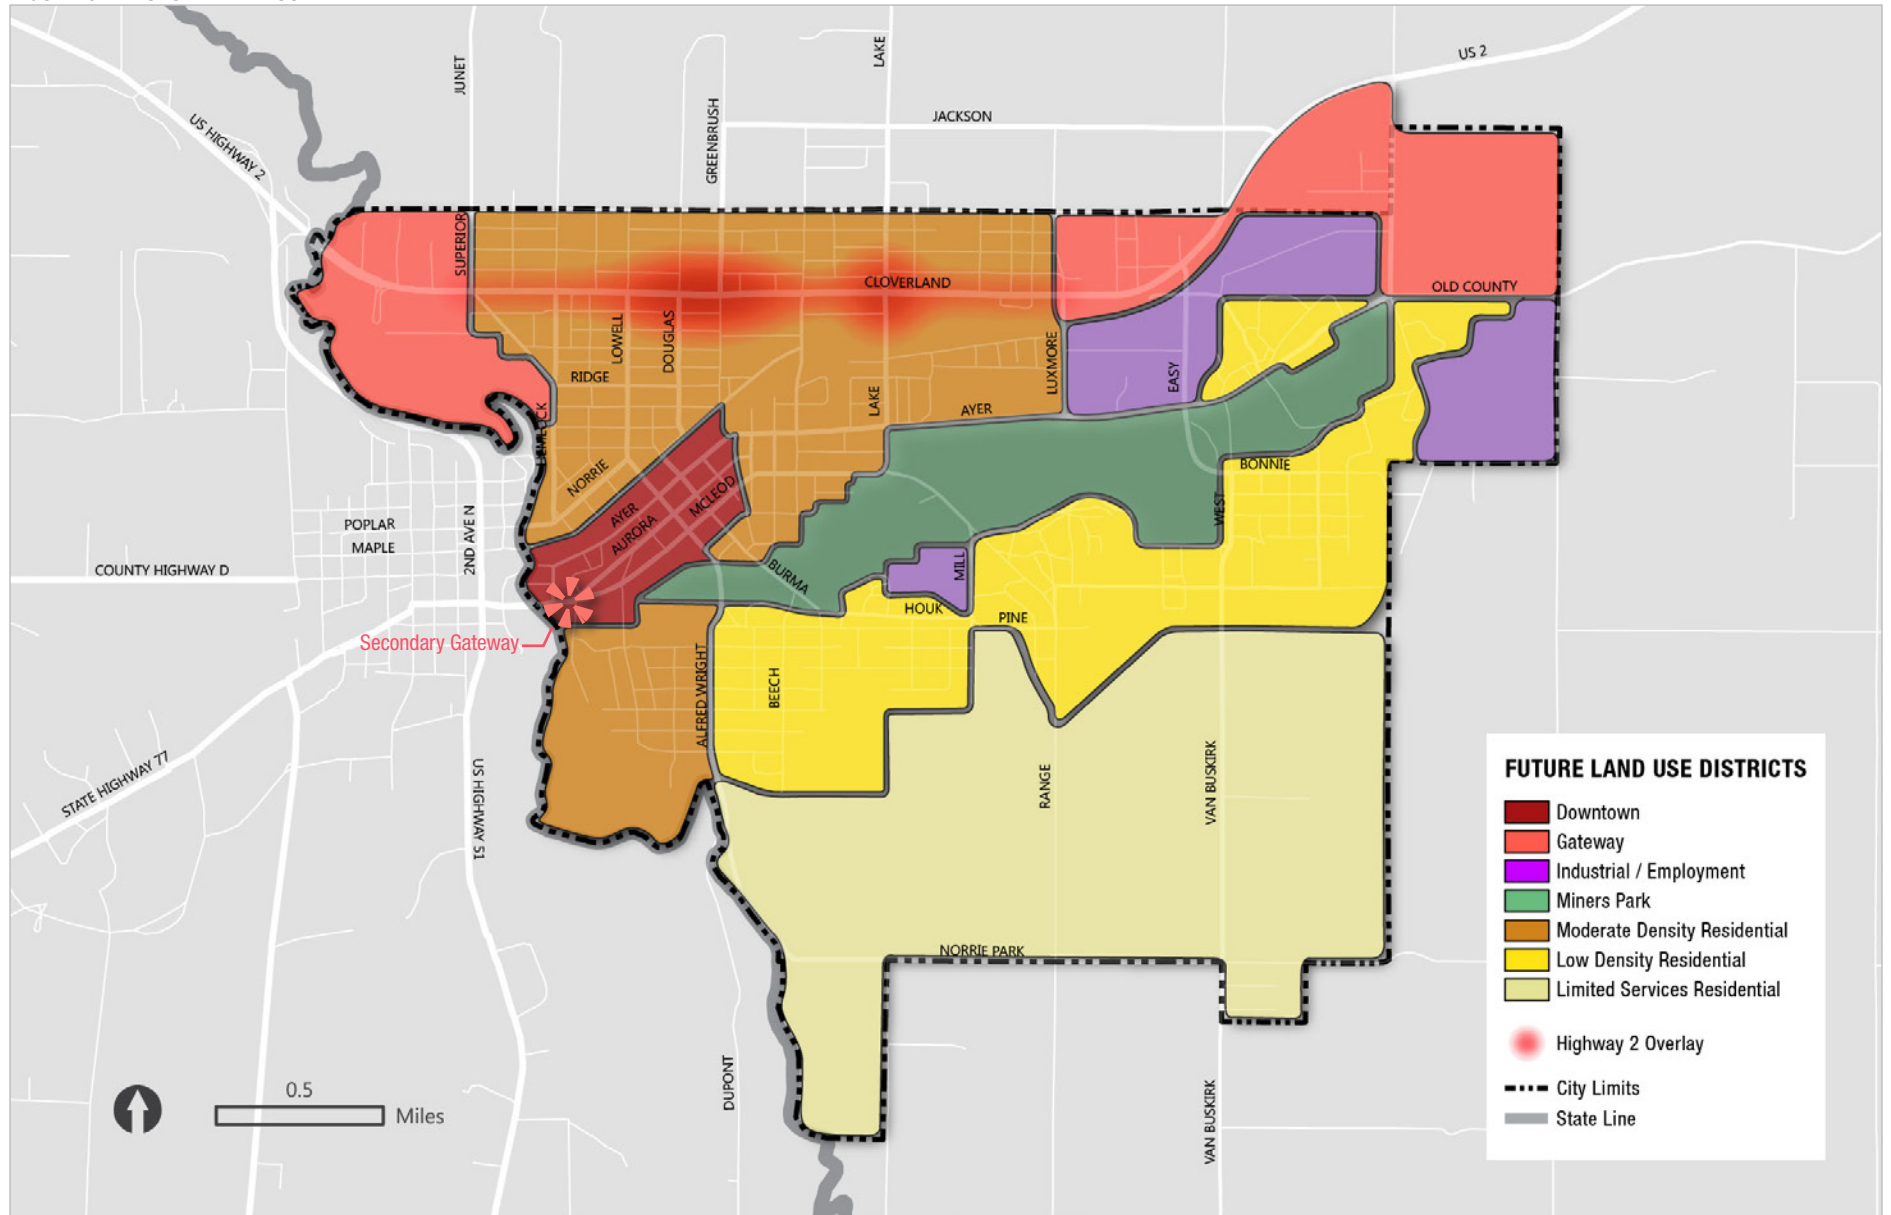 US 2
JUNET
LAKE
GREENBRUSH
JACKSON
US HIGHWAY 2
SUPERIOR
CLOVERLAND
OLD COUNTY
LOWELL
DOUGLAS
LUXMORE
EASY
RIDGE
LAKE
AYER
HEMLOCK
NORRIE
BONNIE
MCLEOD
AYER
AURORA
WEST
POPLAR
MAPLE
2ND AVE N
COUNTY HIGHWAY D
BURMA
MILL
HOUK
PINE
Secondary Gateway
ALFRED WRIGHT
BEECH
STATE HIGHWAY 77
US HIGHWAY 51
RANGE
VAN BUSKIRK
NORRIE PARK
DUPONT
VAN BUSKIRK
0.5
Miles
FUTURE LAND USE DISTRICTS
Downtown
Gateway
Industrial / Employment
Miners Park
Moderate Density Residential
Low Density Residential
Limited Services Residential
Highway 2 Overlay
City Limits
State Line